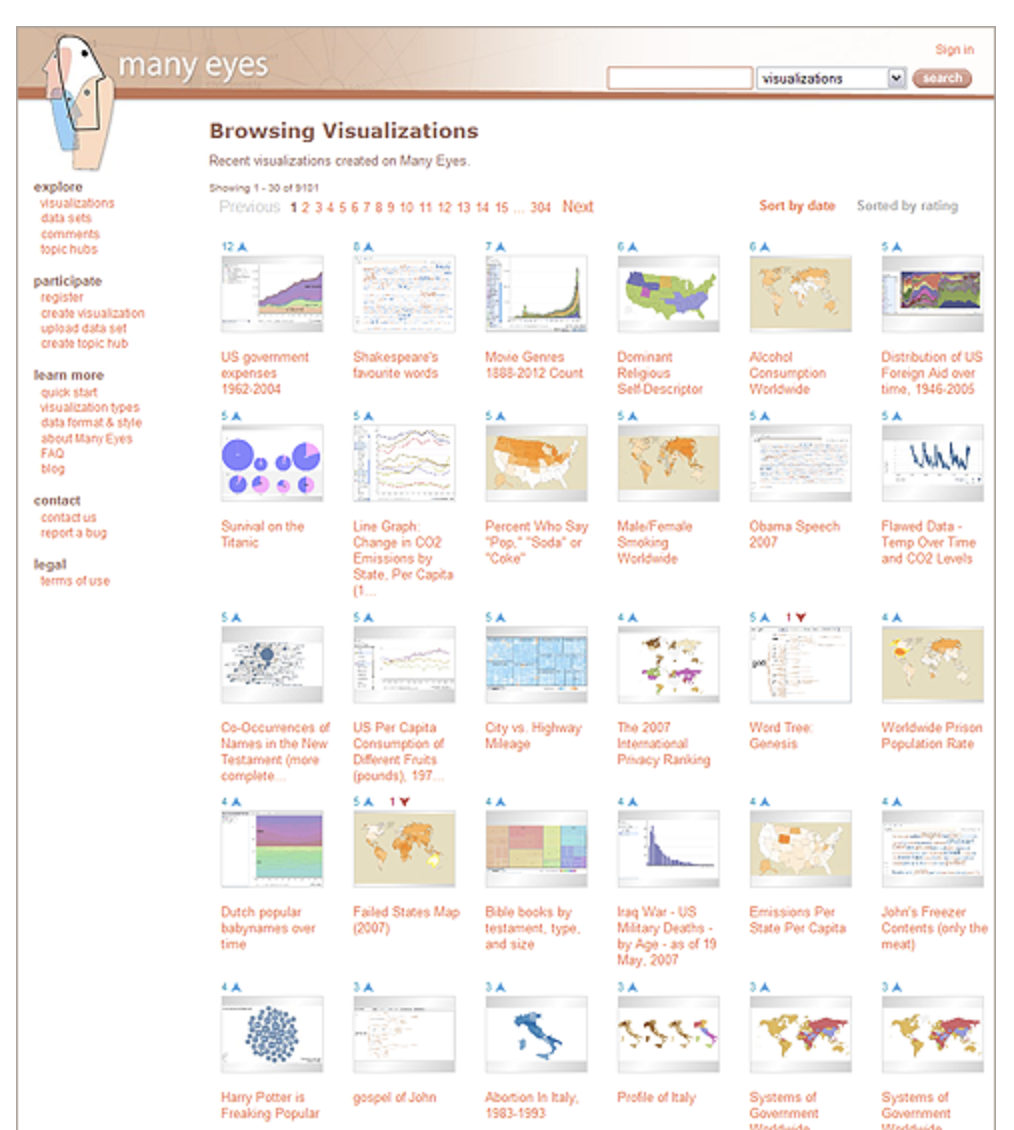 many eyes
Sign in
visualizations
search
explore
visualizations
data sets
comments
topic hubs
participate
register
create visualization
upload data set
create topic hub
learn more
quick start
visualization types
data format & style
about Many Eyes
FAQ
blog
contact
contact us
report a bug
legal
terms of use
Browsing Visualizations
Recent visualizations created on Many Eyes.
Showing 1 - 30 of 9101
Previous 1 2 3 4 5 6 7 8 9 10 11 12 13 14 15 ... 304 Next
Sort by date Sorted by rating
12
US government
expenses
1962-2004
8
Shakespeare's
favourite words
7
Movie Genres
1888-2012 Count
6
Dominant
Religious
Self-Descriptor
6
Alcohol
Consumption
Worldwide
5
Distribution of US
Foreign Aid over
time, 1946-2005
5
Survival on the
Titanic
5
Line Graph:
Change in CO2
Emissions by
State, Per Capita
(1...
5
Percent Who Say
"Pop," "Soda" or
"Coke"
5
Male/Female
Smoking
Worldwide
5
Obama Speech
2007
5
Flawed Data -
Temp Over Time
and CO2 Levels
5
Co-Occurrences of
Names in the New
Testament (more
complete...
5
US Per Capita
Consumption of
Different Fruits
(pounds), 197...
5
City vs. Highway
Mileage
4
The 2007
International
Privacy Ranking
5 1
Word Tree:
Genesis
4
Worldwide Prison
Population Rate
4
Dutch popular
babynames over
time
5 1
Failed States Map
(2007)
4
Bible books by
testament, type,
and size
4
Iraq War - US
Military Deaths -
by Age - as of 19
May, 2007
4
Emissions Per
State Per Capita
4
John's Freezer
Contents (only the
meat)
4
Harry Potter is
Freaking Popular
3
gospel of John
3
Abortion In Italy,
1983-1993
3
Profile of Italy
3
Systems of
Government
Worldwide
3
Systems of
Government
Worldwide